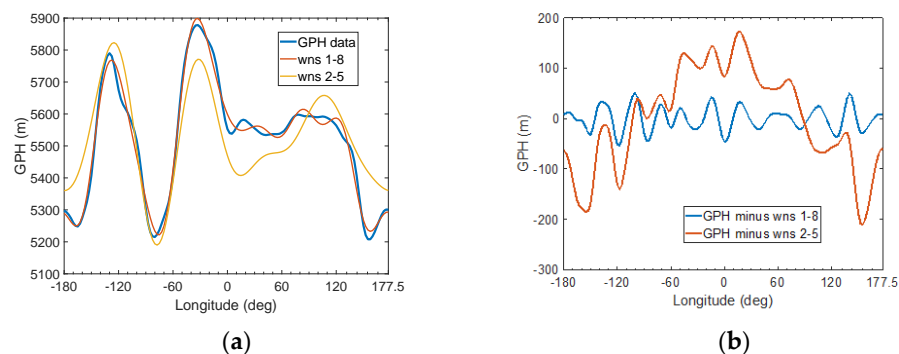 5900
5800
5700
5600
5500
5400
5300
5200
5100
GPH (m)
GPH data
wns 1-8
wns 2-5
-180
-120
-60
0
60
120
177.5
Longitude (deg)
(a)
200
100
0
-100
-200
-300
GPH (m)
GPH minus wns 1-8
GPH minus wns 2-5
-180
-120
-60
0
60
120
177.5
Longitude (deg)
(b)